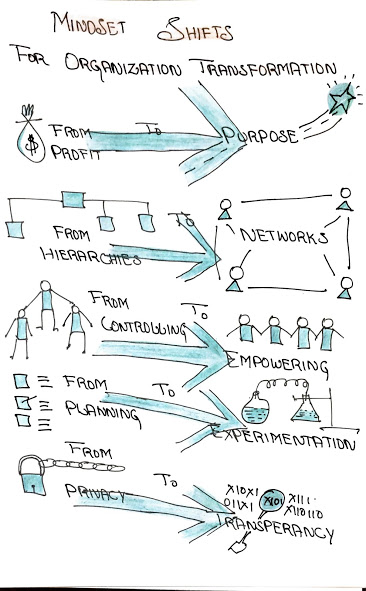 MINDSET SHIFTS
FOR ORGANIZATION TRANSFORMATION
$
FROM PROFIT
To
PURPOSE
FROM HIERARCHIES
To
NETWORKS
FROM CONTROLLING
To
EMPOWERING
FROM PLANNING
To
EXPERIMENTATION
FROM PRIVACY
To
X10X1
X101
X111
X110110
TRANSPERANCY